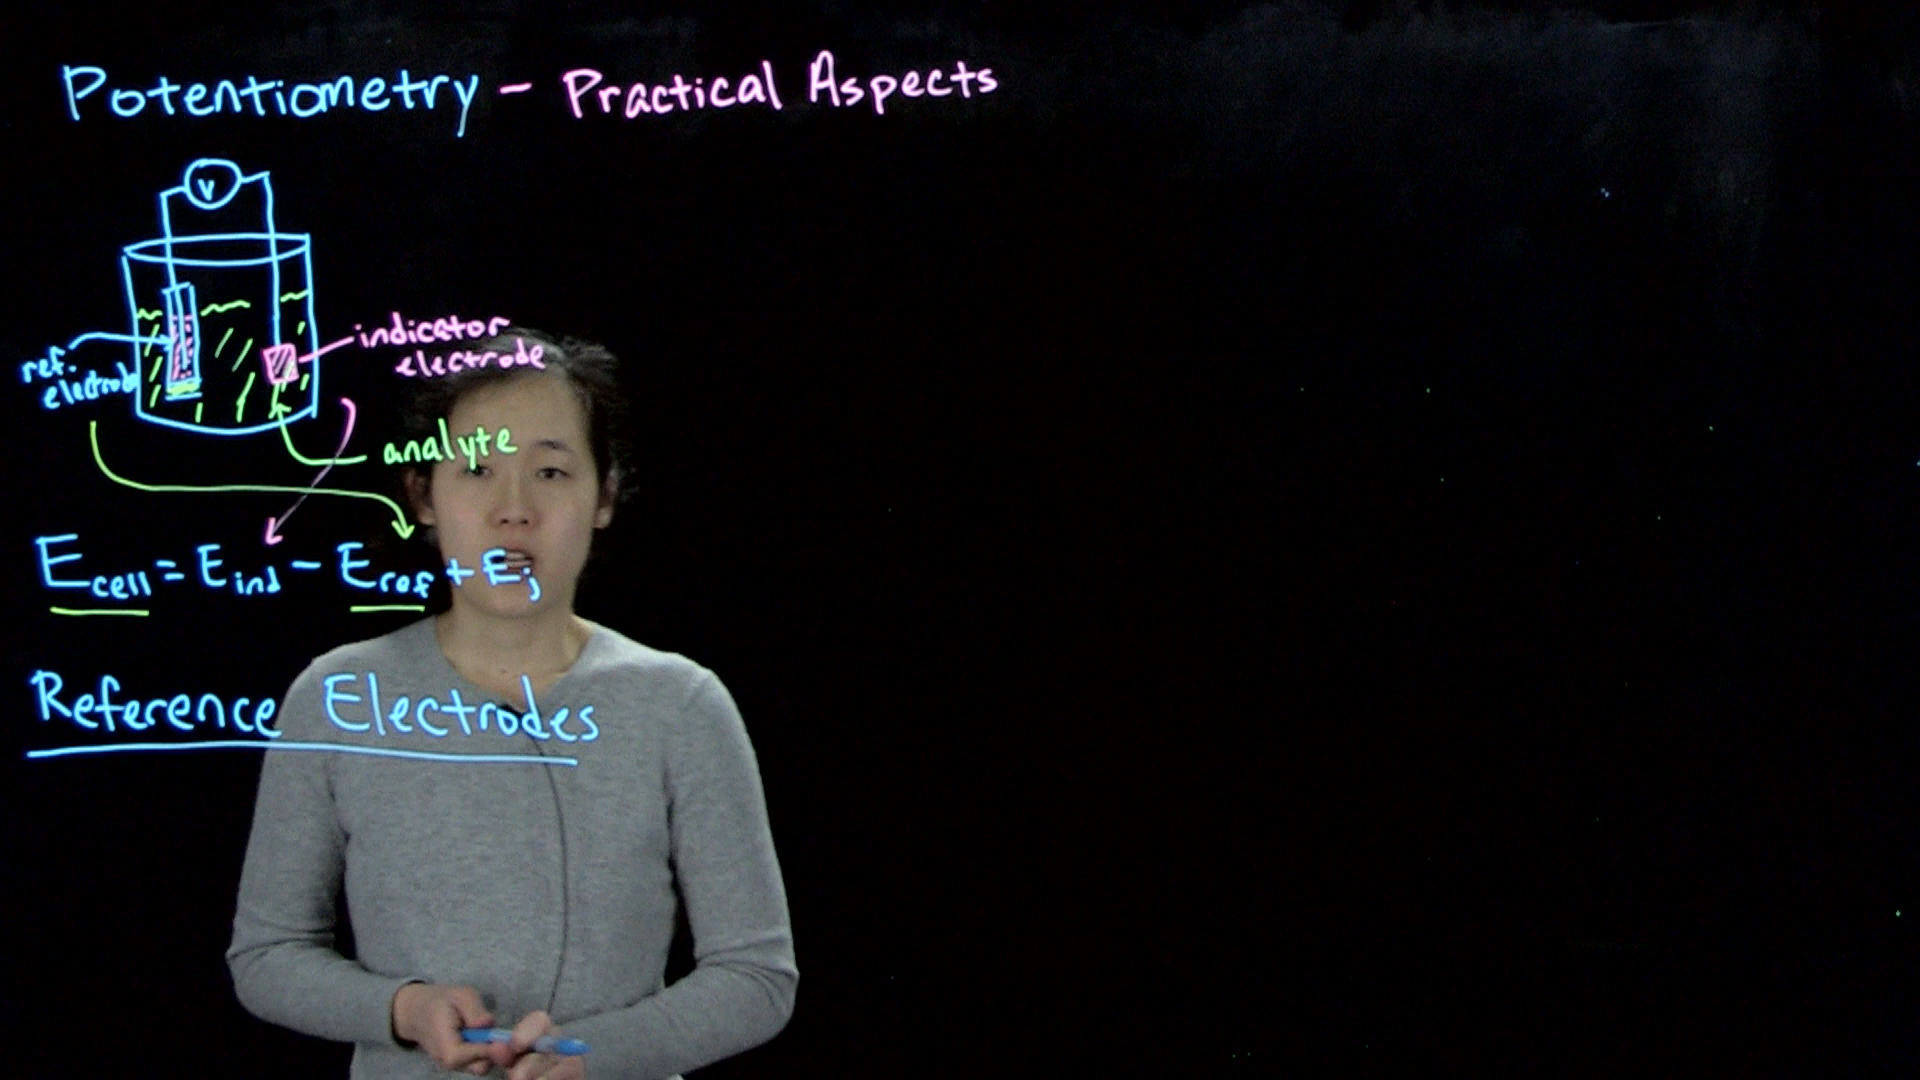 Potentiometry - Practical Aspects
V
indicator
electrode
ref.
electrode
analyte
Ecell = Eind - Eref + Ej
Reference Electrodes